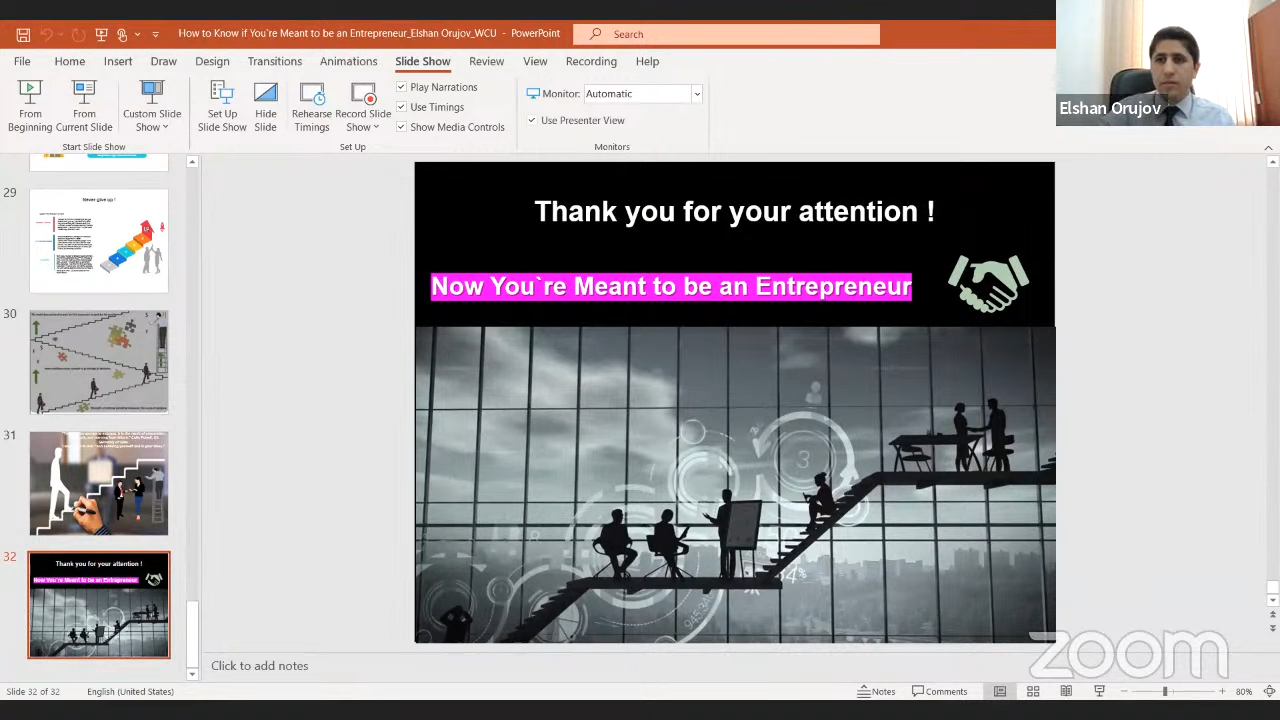 How to Know if You're Meant to be an Entrepreneur_Elshan Orujov_WCU - PowerPoint
Search
Elshan Orujov
File Home Insert Draw Design Transitions Animations Slide Show Review View Recording Help
From Beginning
From Current Slide
Custom Slide Show
Set Up Slide Show
Hide Slide
Rehearse Timings
Record Slide Show
Play Narrations
Use Timings
Show Media Controls
Monitor: Automatic
Use Presenter View
Start Slide Show
Set Up
Monitors
29
Never give up !
30
31
32
Thank you for your attention !
Now You`re Meant to be an Entrepreneur
Thank you for your attention !
Now You`re Meant to be an Entrepreneur
3
Click to add notes
zoom
Slide 32 of 32
English (United States)
Notes
Comments
80%